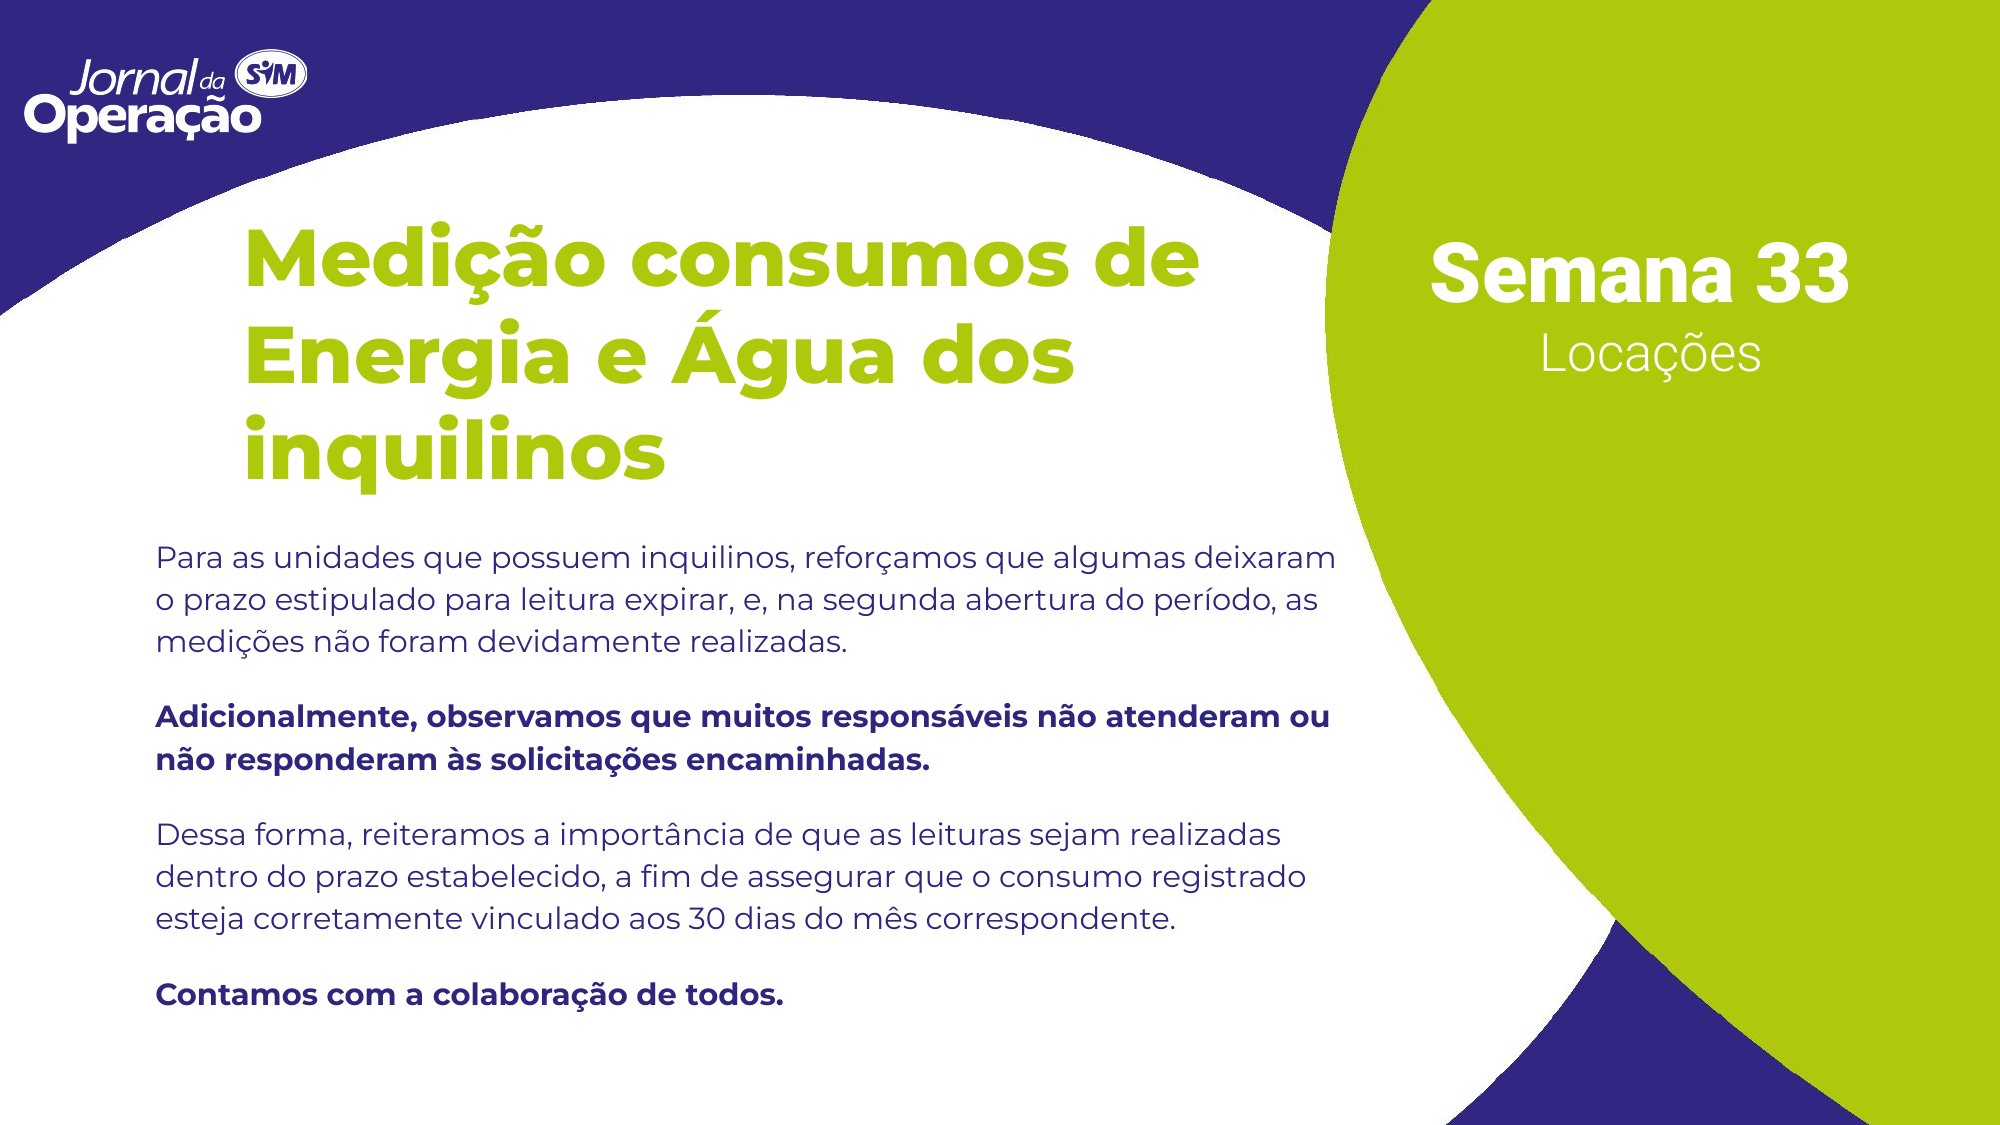 Jornal da SIM
Operação
Medição consumos de
Energia e Água dos
inquilinos
Semana 33
Locações
Para as unidades que possuem inquilinos, reforçamos que algumas deixaram
o prazo estipulado para leitura expirar, e, na segunda abertura do período, as
medições não foram devidamente realizadas.
Adicionalmente, observamos que muitos responsáveis não atenderam ou
não responderam às solicitações encaminhadas.
Dessa forma, reiteramos a importância de que as leituras sejam realizadas
dentro do prazo estabelecido, a fim de assegurar que o consumo registrado
esteja corretamente vinculado aos 30 dias do mês correspondente.
Contamos com a colaboração de todos.